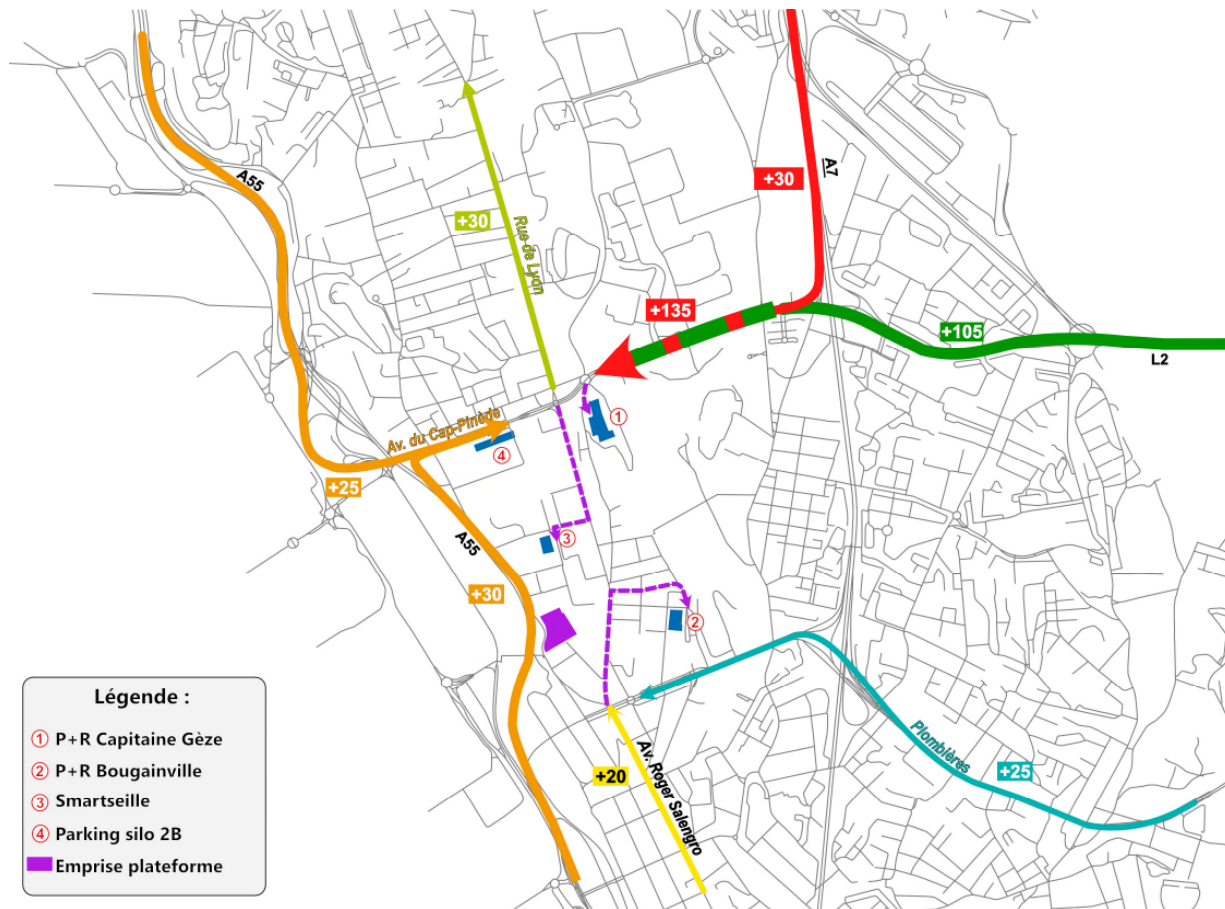 A7
+30
A55
+30
Rue de Lyon
+135
+105
L2
Av. du Cap-Pinède
1
4
+25
A55
3
+30
2
Plombières
+25
Av. Roger Salengro
+20
Légende :
1 P+R Capitaine Gèze
2 P+R Bougainville
3 Smartseille
4 Parking silo 2B
Emprise plateforme